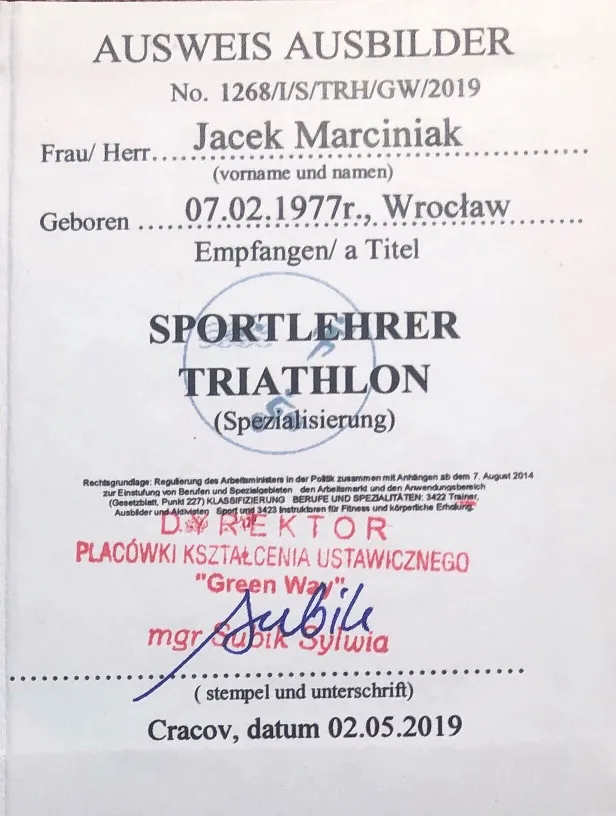 AUSWEIS AUSBILDER
No. 1268/I/S/TRH/GW/2019
Frau/ Herr....Jacek Marciniak
(vorname und namen)
Geboren .....07.02.1977r., Wrocław
Empfangen/ a Titel
SPORTLEHRER
TRIATHLON
(Spezialisierung)
Rechtsgrundlage: Regulierung des Arbeitsministers in der Politik zusammen mit Anhängen ab dem 7. August 2014
zur Einstufung von Berufen und Spezialgebieten den Arbeitsmarkt und den Anwendungsbereich
(Gesetzblatt, Punkt 227) KLASSIFIZIERUNG BERUFE UND SPEZIALITÄTEN: 3422 Trainer,
Ausbilder und Aktivisten Sport und 3423 Instruktoren für Fitness und körperliche Erholung.
DYREKTOR
PLACÓWKI KSZTAŁCENIA USTAWICZNEGO
"Green Way"
Subik
mgr Subik Sylwia
( stempel und unterschrift)
Cracov, datum 02.05.2019